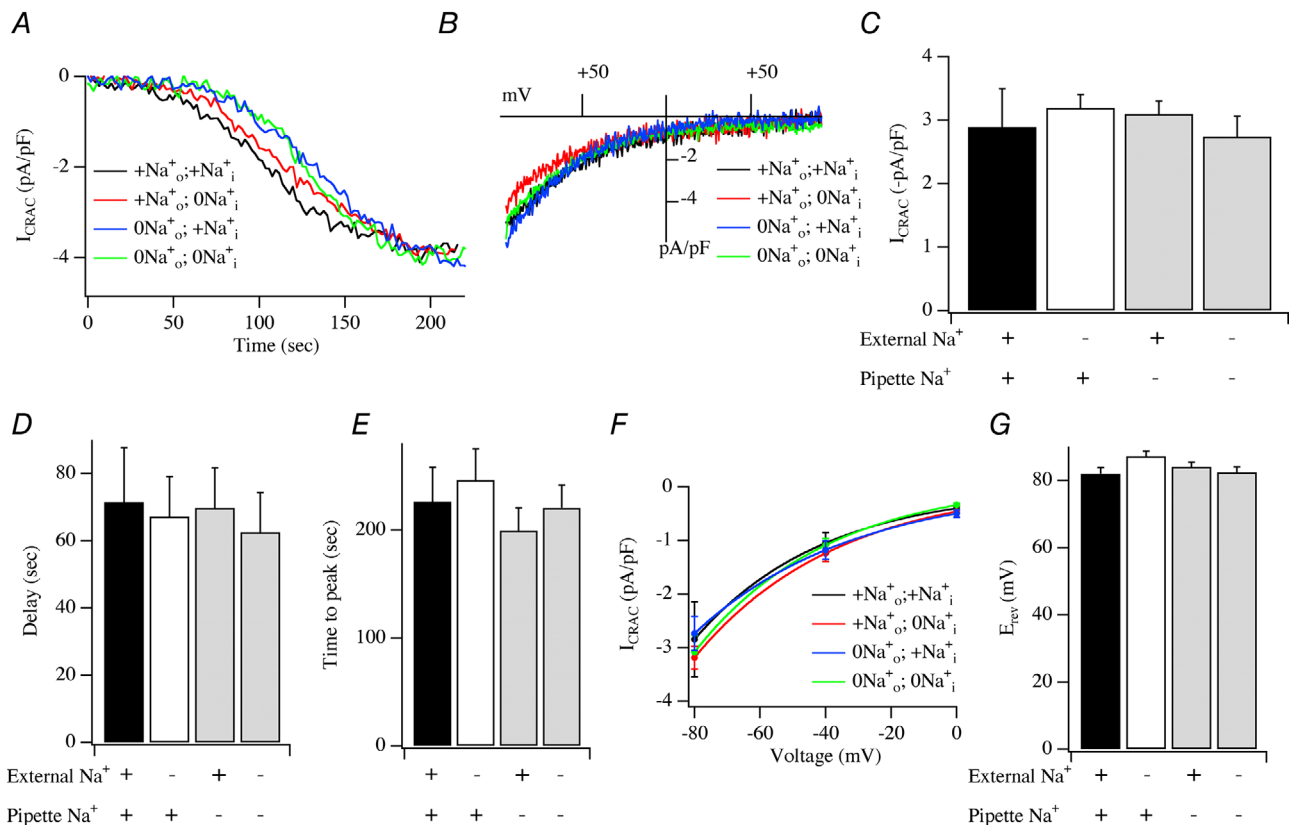 A
I_CRAC (pA/pF)
0
-2
-4
+Na⁺ₒ;+Na⁺ᵢ
+Na⁺ₒ; 0Na⁺ᵢ
0Na⁺ₒ; +Na⁺ᵢ
0Na⁺ₒ; 0Na⁺ᵢ
0 50 100 150 200
Time (sec)
B
+50 +50
mV
-2
-4
pA/pF
+Na⁺ₒ;+Na⁺ᵢ
+Na⁺ₒ; 0Na⁺ᵢ
0Na⁺ₒ; +Na⁺ᵢ
0Na⁺ₒ; 0Na⁺ᵢ
C
I_CRAC (-pA/pF)
4
3
2
1
0
External Na⁺ + - + -
Pipette Na⁺ + + - -
D
Delay (sec)
80
60
40
20
0
External Na⁺ + - + -
Pipette Na⁺ + + - -
E
Time to peak (sec)
200
100
0
+ - + -
+ + - -
F
I_CRAC (pA/pF)
0
-1
-2
-3
-4
+Na⁺ₒ;+Na⁺ᵢ
+Na⁺ₒ; 0Na⁺ᵢ
0Na⁺ₒ; +Na⁺ᵢ
0Na⁺ₒ; 0Na⁺ᵢ
-80 -60 -40 -20 0
Voltage (mV)
G
E_rev (mV)
80
60
40
20
0
External Na⁺ + - + -
Pipette Na⁺ + + - -